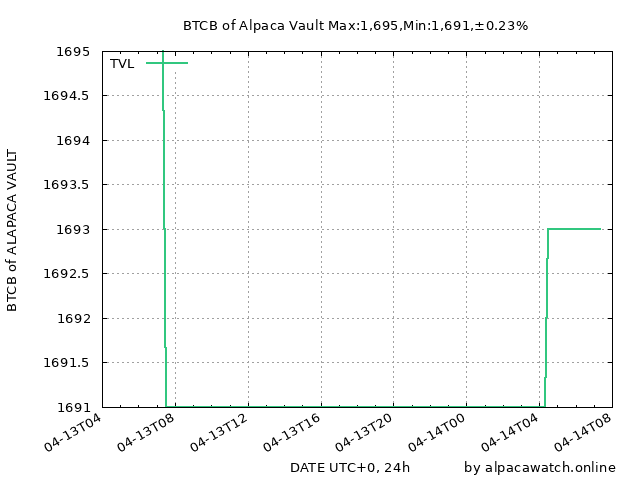 BTCB of Alpaca Vault Max:1,695,Min:1,691,±0.23%
TVL
BTCB of ALAPACA VAULT
1695
1694.5
1694
1693.5
1693
1692.5
1692
1691.5
1691
04-13T04
04-13T08
04-13T12
04-13T16
04-13T20
04-14T00
04-14T04
04-14T08
DATE UTC+0, 24h
by alpacawatch.online